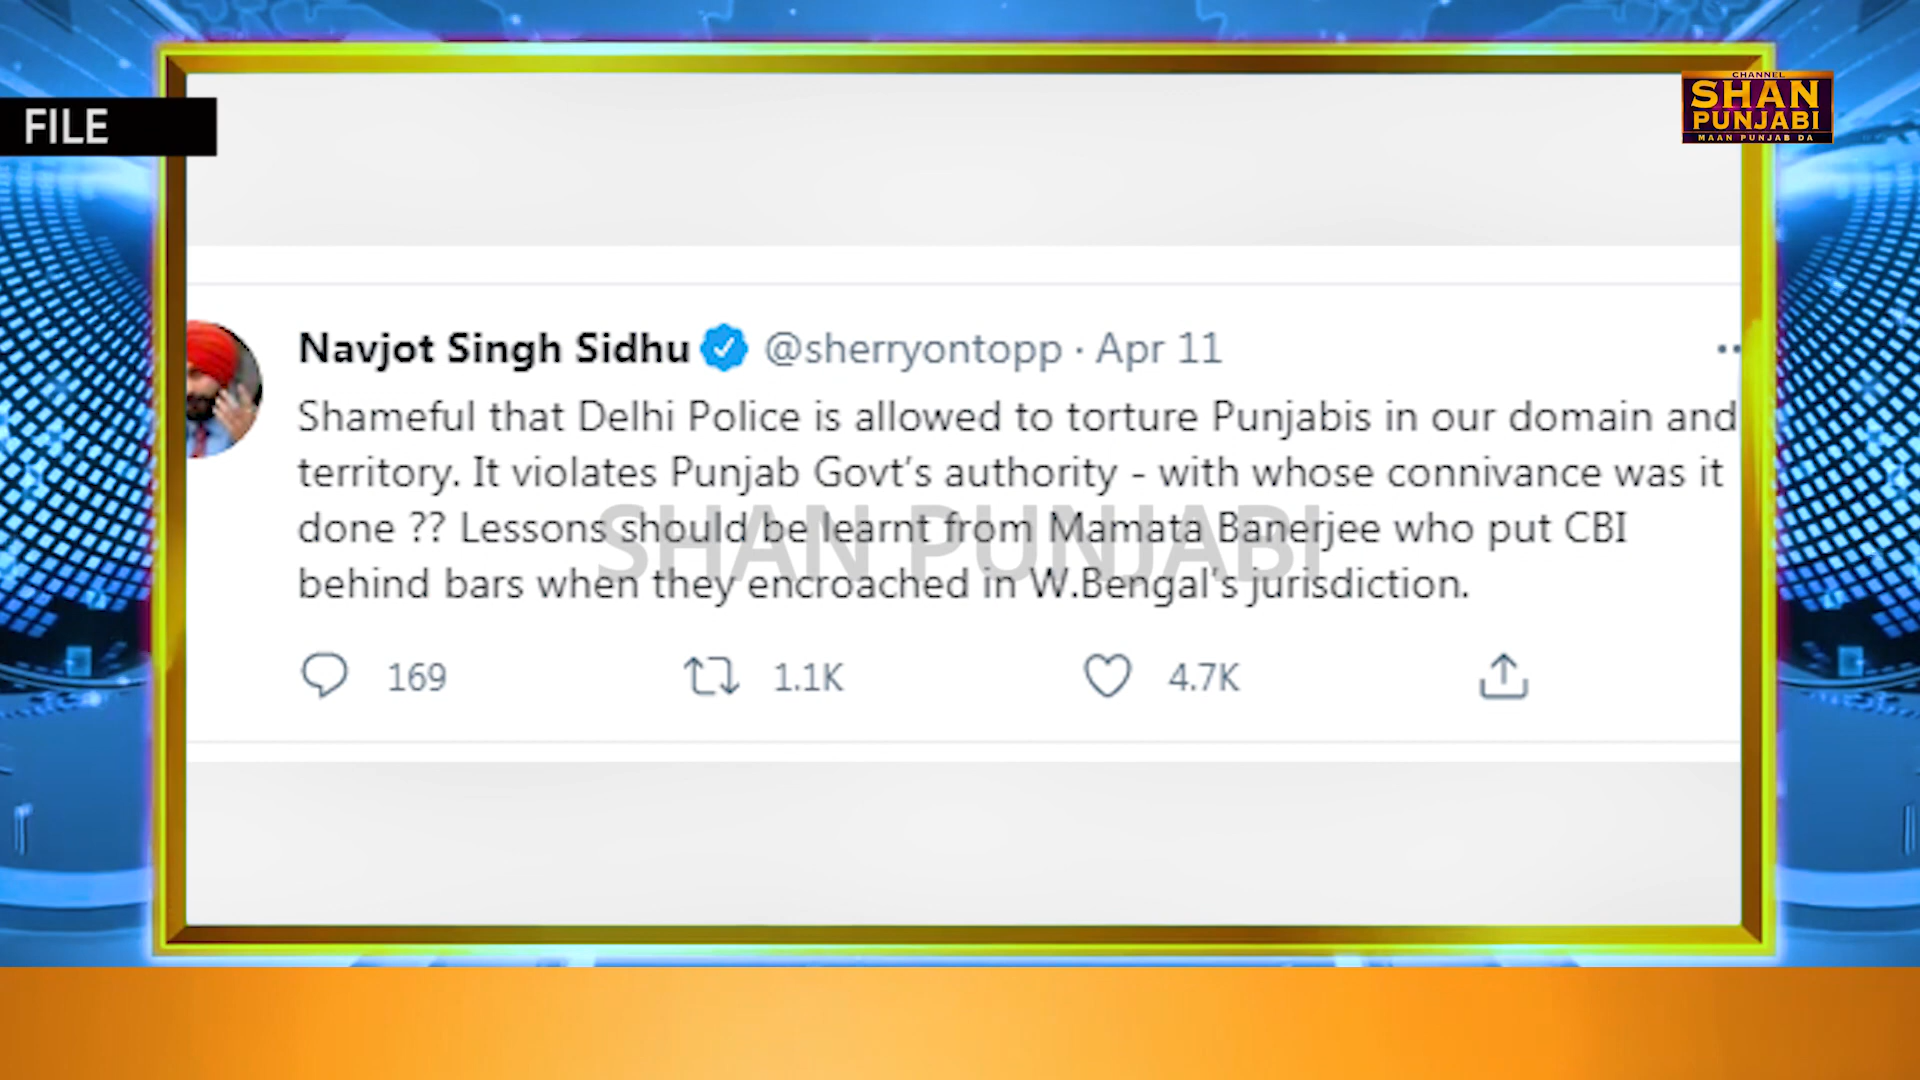 FILE
CHANNEL
SHAN
PUNJABI
MAAN PUNJAB DA
Navjot Singh Sidhu @sherryontopp · Apr 11
Shameful that Delhi Police is allowed to torture Punjabis in our domain and
territory. It violates Punjab Govt's authority - with whose connivance was it
done ?? Lessons should be learnt from Mamata Banerjee who put CBI
behind bars when they encroached in W.Bengal's jurisdiction.
SHAN PUNJABI
169 1.1K 4.7K